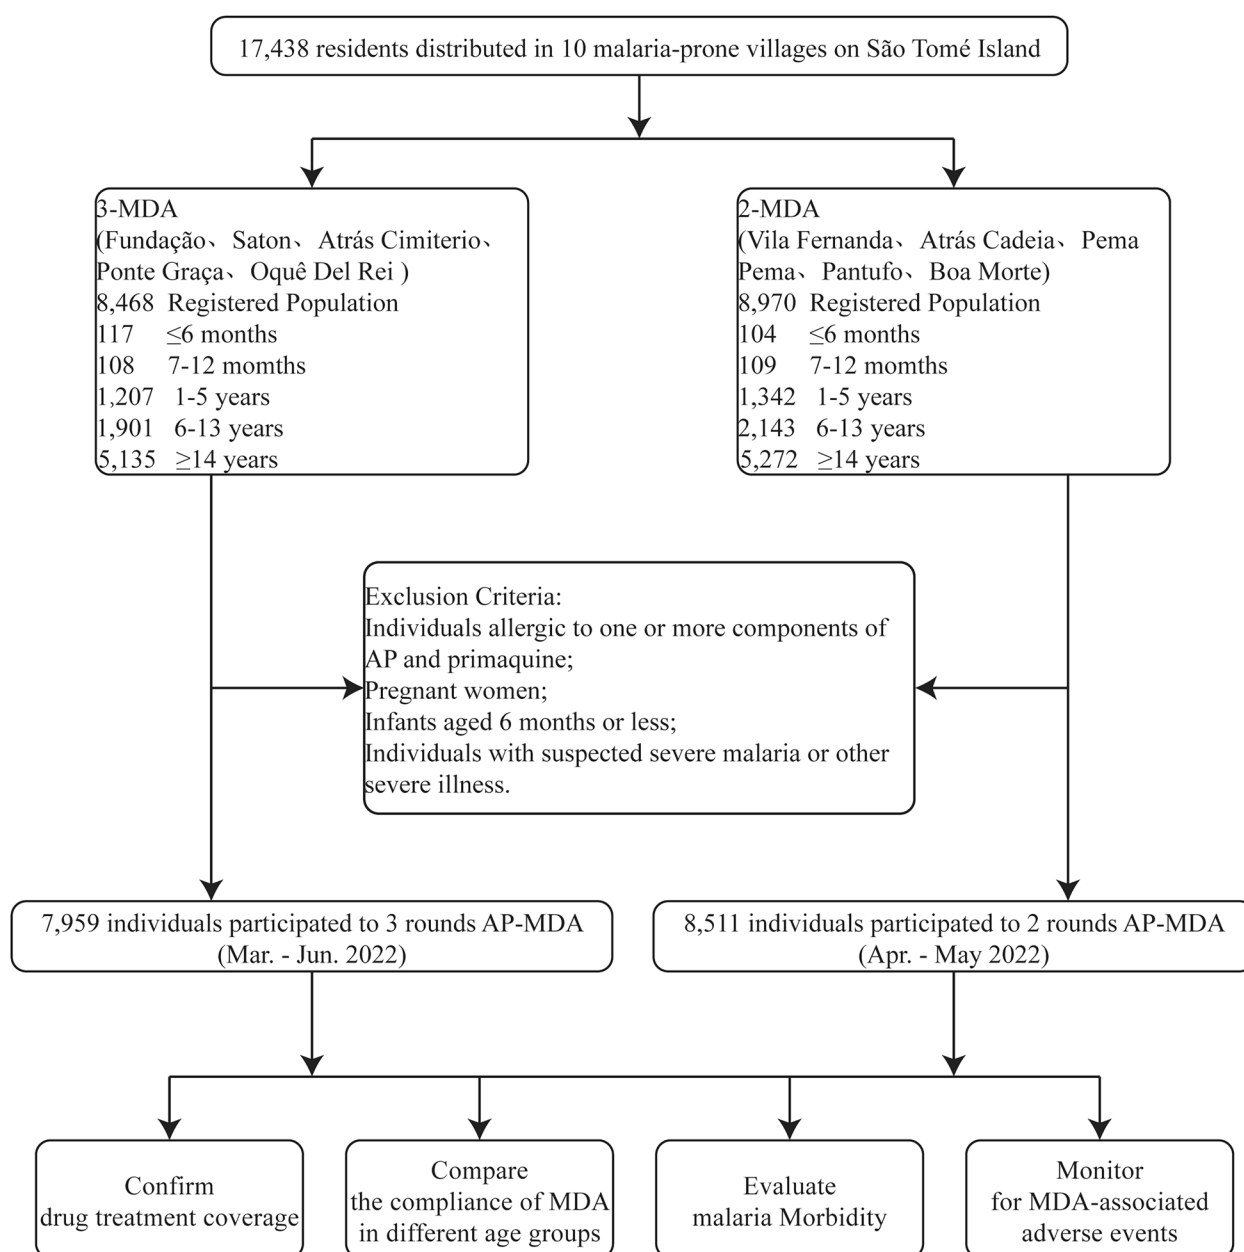 17,438 residents distributed in 10 malaria-prone villages on São Tomé Island
3-MDA
(Fundação、Saton、Atrás Cimiterio、
Ponte Graça、Oquê Del Rei )
8,468 Registered Population
117 ≤6 months
108 7-12 momths
1,207 1-5 years
1,901 6-13 years
5,135 ≥14 years
2-MDA
(Vila Fernanda、Atrás Cadeia、Pema
Pema、Pantufo、Boa Morte)
8,970 Registered Population
104 ≤6 months
109 7-12 months
1,342 1-5 years
2,143 6-13 years
5,272 ≥14 years
Exclusion Criteria:
Individuals allergic to one or more components of
AP and primaquine;
Pregnant women;
Infants aged 6 months or less;
Individuals with suspected severe malaria or other
severe illness.
7,959 individuals participated to 3 rounds AP-MDA
(Mar. - Jun. 2022)
8,511 individuals participated to 2 rounds AP-MDA
(Apr. - May 2022)
Confirm
drug treatment coverage
Compare
the compliance of MDA
in different age groups
Evaluate
malaria Morbidity
Monitor
for MDA-associated
adverse events